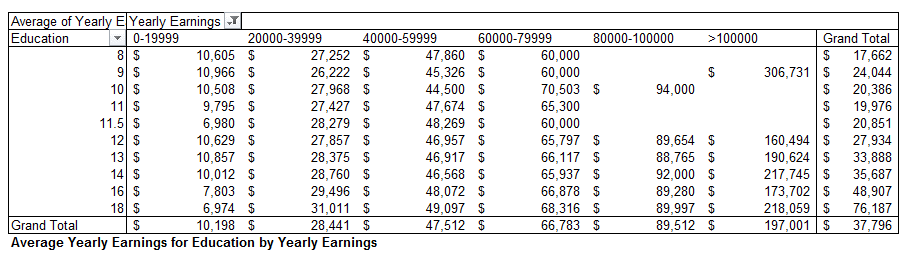 Average of Yearly E Yearly Earnings
Education 0-19999 20000-39999 40000-59999 60000-79999 80000-100000 >100000 Grand Total
8 $ 10,605 $ 27,252 $ 47,860 $ 60,000 $ 17,662
9 $ 10,966 $ 26,222 $ 45,326 $ 60,000 $ 306,731 $ 24,044
10 $ 10,508 $ 27,968 $ 44,500 $ 70,503 $ 94,000 $ 20,386
11 $ 9,795 $ 27,427 $ 47,674 $ 65,300 $ 19,976
11.5 $ 6,980 $ 28,279 $ 48,269 $ 60,000 $ 20,851
12 $ 10,629 $ 27,857 $ 46,957 $ 65,797 $ 89,654 $ 160,494 $ 27,934
13 $ 10,857 $ 28,375 $ 46,917 $ 66,117 $ 88,765 $ 190,624 $ 33,888
14 $ 10,012 $ 28,760 $ 46,568 $ 65,937 $ 92,000 $ 217,745 $ 35,687
16 $ 7,803 $ 29,496 $ 48,072 $ 66,878 $ 89,280 $ 173,702 $ 48,907
18 $ 6,974 $ 31,011 $ 49,097 $ 68,316 $ 89,997 $ 218,059 $ 76,187
Grand Total $ 10,198 $ 28,441 $ 47,512 $ 66,783 $ 89,512 $ 197,001 $ 37,796
Average Yearly Earnings for Education by Yearly Earnings